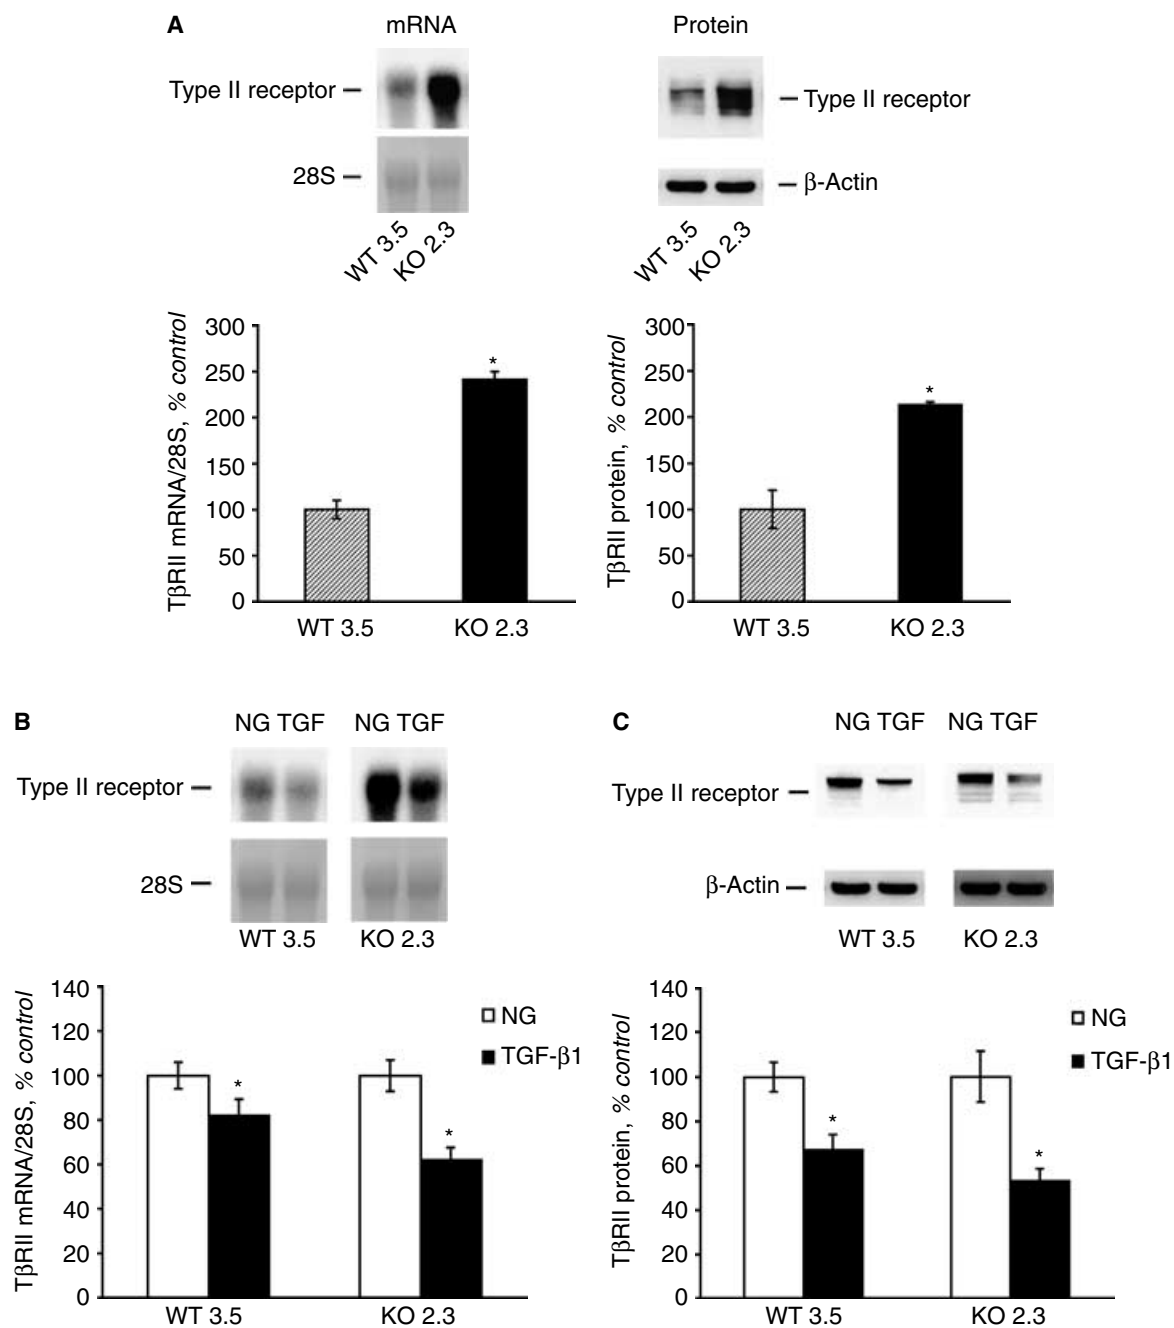 A
mRNA
Protein
Type II receptor
Type II receptor
28S
β-Actin
WT 3.5
KO 2.3
WT 3.5
KO 2.3
TβRII mRNA/28S, % control
300
250
200
150
100
50
0
*
WT 3.5 KO 2.3
TβRII protein, % control
300
250
200
150
100
50
0
*
WT 3.5 KO 2.3
B
NG TGF NG TGF
Type II receptor
28S
WT 3.5 KO 2.3
TβRII mRNA/28S, % control
140
120
100
80
60
40
20
0
*
*
NG
TGF-β1
WT 3.5 KO 2.3
C
NG TGF NG TGF
Type II receptor
β-Actin
WT 3.5 KO 2.3
TβRII protein, % control
140
120
100
80
60
40
20
0
*
*
NG
TGF-β1
WT 3.5 KO 2.3